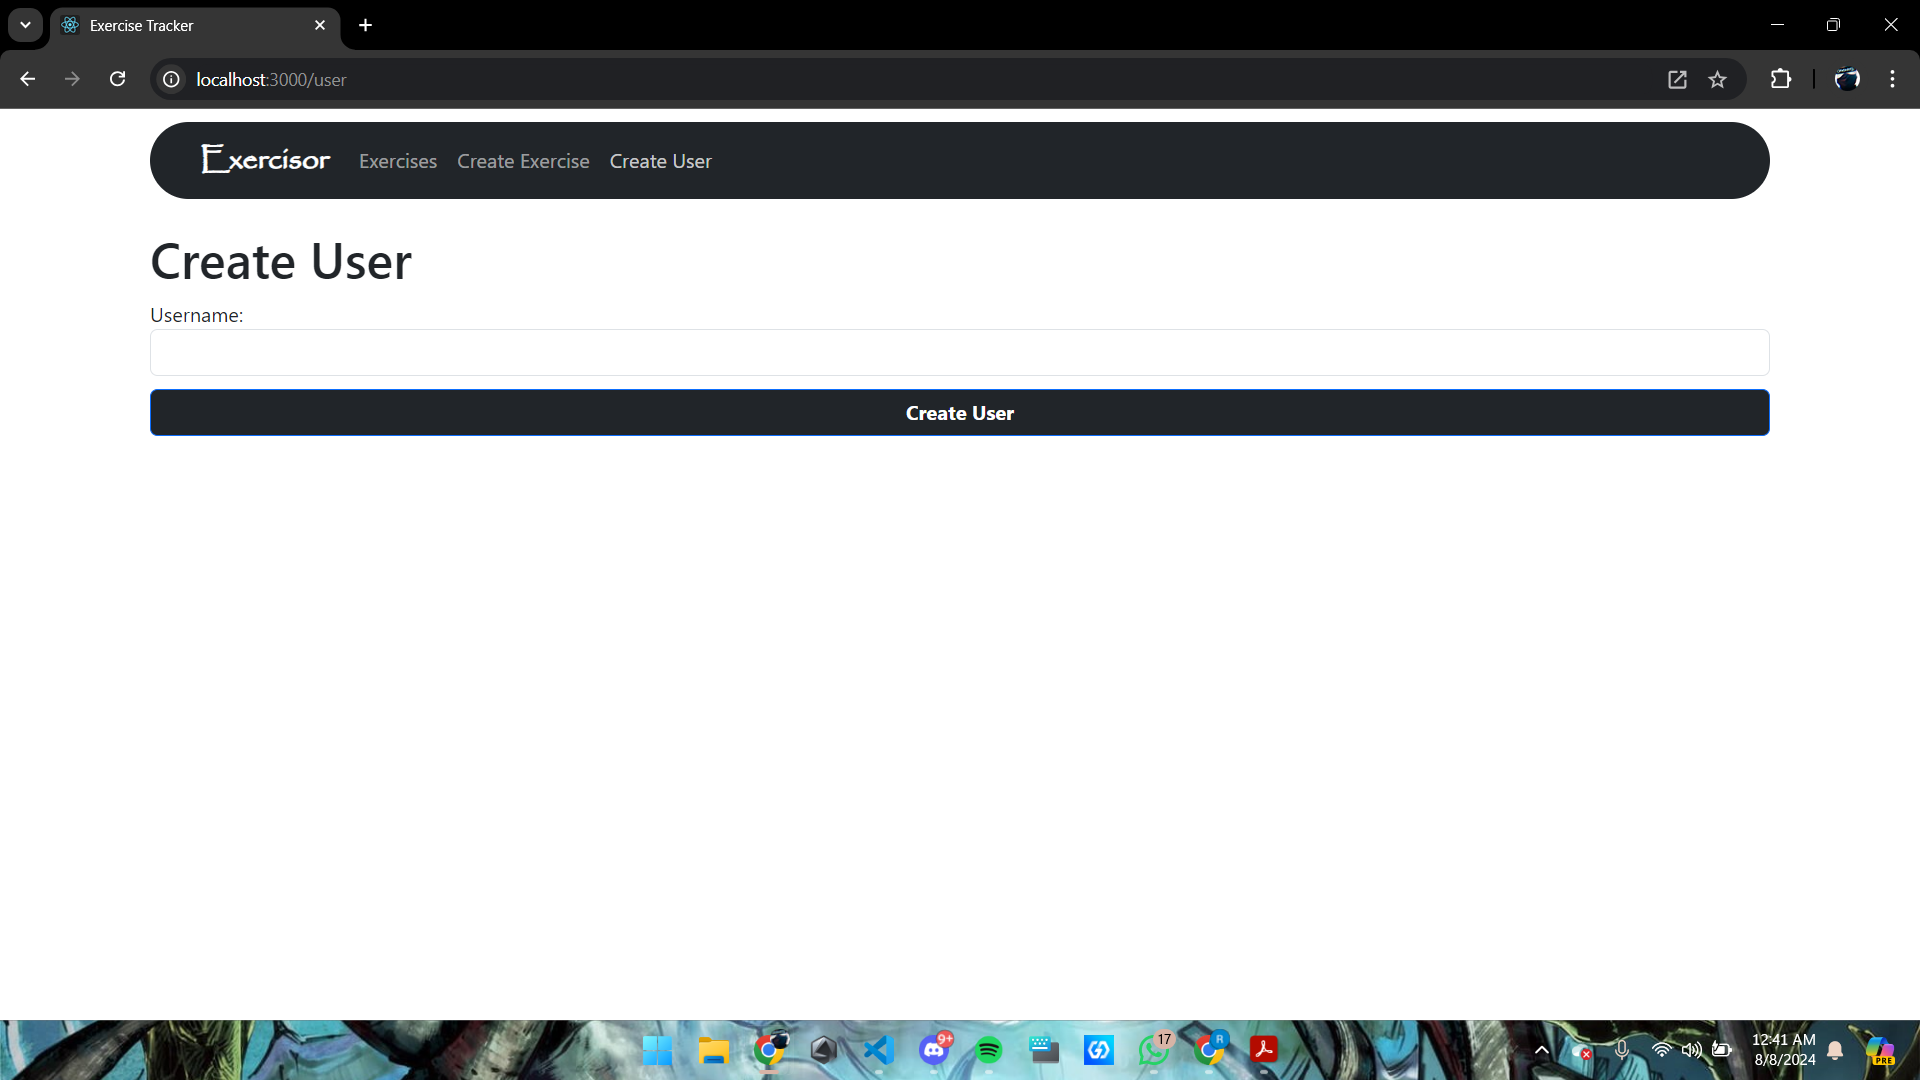 Exercise Tracker
localhost:3000/user
Exercisor Exercises Create Exercise Create User
Create User
Username:
Create User
9+
17
R
12:41 AM
8/8/2024
PRE